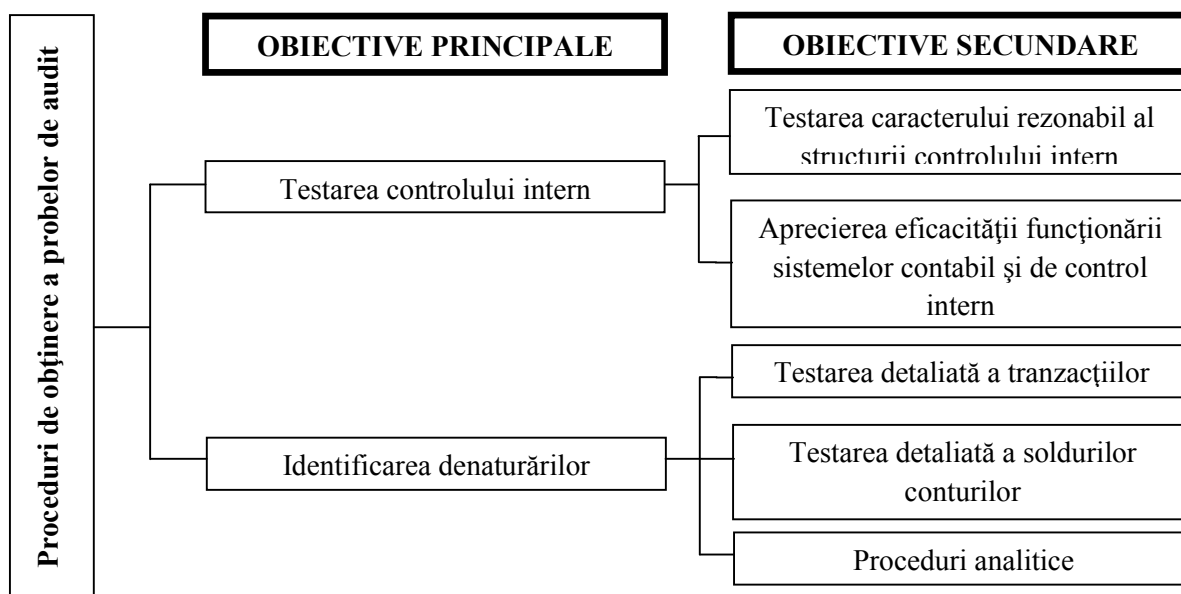 Proceduri de obţinere a probelor de audit
OBIECTIVE PRINCIPALE
OBIECTIVE SECUNDARE
Testarea controlului intern
Testarea caracterului rezonabil al
structurii controlului intern
Aprecierea eficacităţii funcţionării
sistemelor contabil şi de control
intern
Identificarea denaturărilor
Testarea detaliată a tranzacţiilor
Testarea detaliată a soldurilor
conturilor
Proceduri analitice